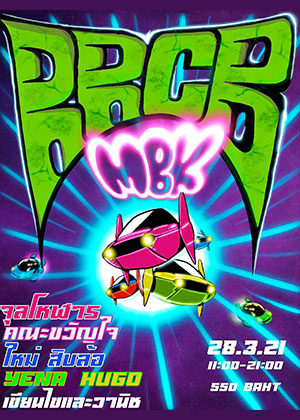 RRCR
MBK
จุลโหฬาร
คณะขวัญใจ
ใหม่ สิบล้อ
YENA HUGO
เขียนไขและวานิช
28.3.21
11:00-21:00
550 BAHT